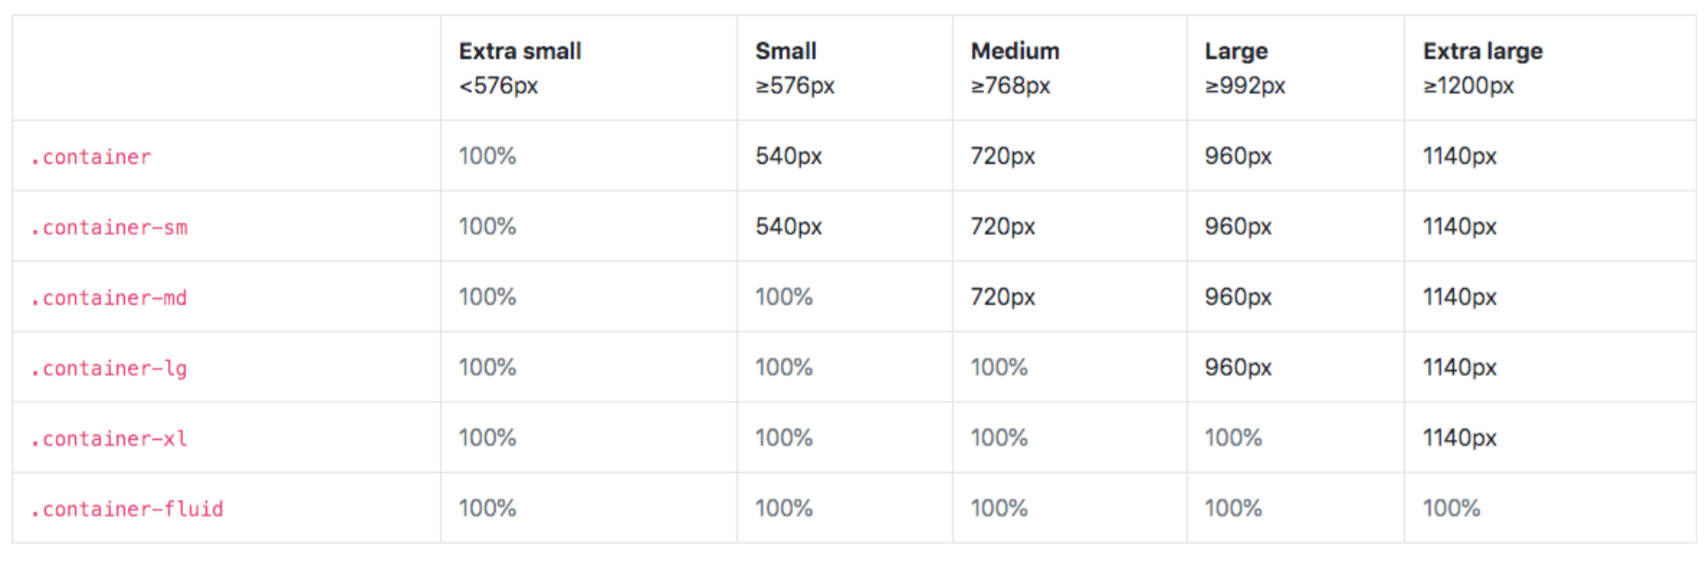 Extra small Small Medium Large Extra large
<576px ≥576px ≥768px ≥992px ≥1200px
.container 100% 540px 720px 960px 1140px
.container-sm 100% 540px 720px 960px 1140px
.container-md 100% 100% 720px 960px 1140px
.container-lg 100% 100% 100% 960px 1140px
.container-xl 100% 100% 100% 100% 1140px
.container-fluid 100% 100% 100% 100% 100%